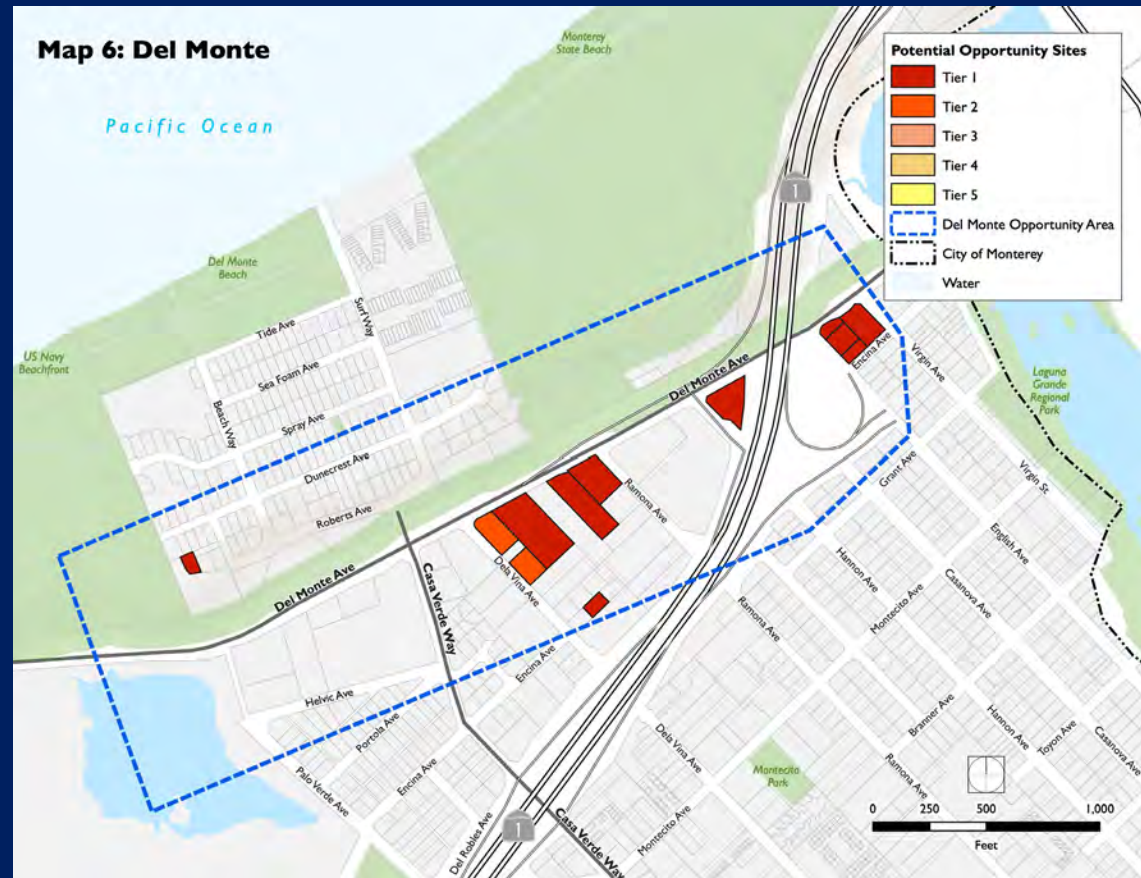 Map 6: Del Monte
Pacific Ocean
Monterey
State Beach
Potential Opportunity Sites
Tier 1
Tier 2
Tier 3
Tier 4
Tier 5
Del Monte Opportunity Area
City of Monterey
Water
1
Del Monte
Beach
US Navy
Beachfront
Tide Ave
Surf Way
Sea Foam Ave
Beach Way
Spray Ave
Dunecrest Ave
Roberts Ave
Del Monte Ave
Del Monte Ave
Encina Ave
Virgin Ave
Laguna
Grande
Regional
Park
Ramona Ave
Grant Ave
Virgin St
Dela Vina Ave
Casa Verde Way
English Ave
Hannon Ave
Casanova Ave
Montecito Ave
Ramona Ave
Encina Ave
Helvic Ave
Portola Ave
Encina Ave
Palo Verde Ave
Dela Vina Ave
Branner Ave
Hannon Ave
Toyon Ave
Casanova Ave
Montecito
Park
Ramona Ave
Montecito Ave
Casa Verde Way
Del Robles Ave
1
0 250 500 1,000
Feet